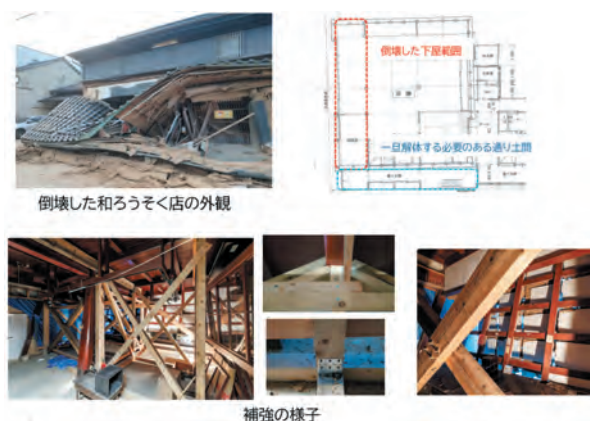 倒壊した下屋範囲
一旦解体する必要のある通り土間
倒壊した和ろうそく店の外観
補強の様子